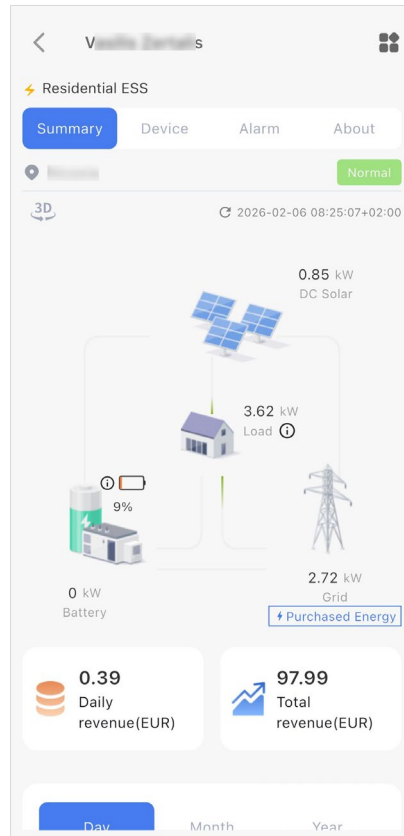 Residential ESS
Summary Device Alarm About
Normal
3D
2026-02-06 08:25:07+02:00
0.85 kW
DC Solar
3.62 kW
Load
9%
2.72 kW
Grid
0 kW
Battery
Purchased Energy
0.39
Daily
revenue(EUR)
97.99
Total
revenue(EUR)
Day Month Year